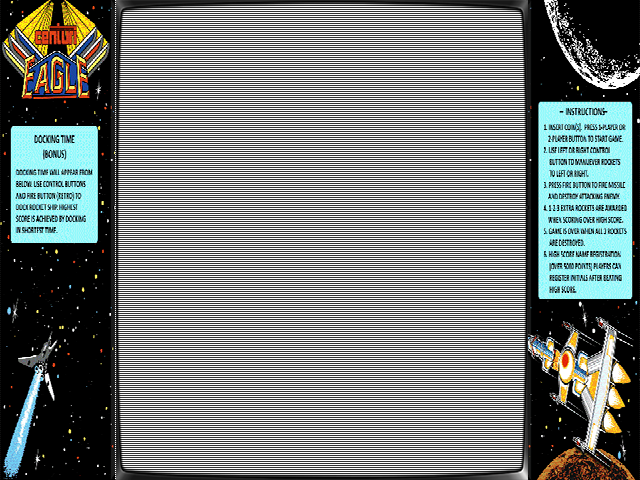 centuri
EAGLE
DOCKING TIME
(BONUS)
DOCKING TIME WILL APPEAR FROM
BELOW. USE CONTROL BUTTONS
AND FIRE BUTTON (RETRO) TO
DOCK ROCKET SHIP. HIGHEST
SCORE IS ACHIEVED BY DOCKING
IN SHORTEST TIME.
– INSTRUCTIONS–
1. INSERT COIN(S). PRESS 1-PLAYER OR
2-PLAYER BUTTON TO START GAME.
2. USE LEFT OR RIGHT CONTROL
BUTTON TO MANUEVER ROCKETS
TO LEFT OR RIGHT.
3. PRESS FIRE BUTTON TO FIRE MISSILE
AND DESTROY ATTACKING ENEMY.
4. 1-2-3 EXTRA ROCKETS ARE AWARDED
WHEN SCORING OVER HIGH SCORE.
5. GAME IS OVER WHEN ALL 3 ROCKETS
ARE DESTROYED.
6. HIGH SCORE NAME REGISTRATION
(OVER 5000 POINTS) PLAYERS CAN
REGISTER INITIALS AFTER BEATING
HIGH SCORE.